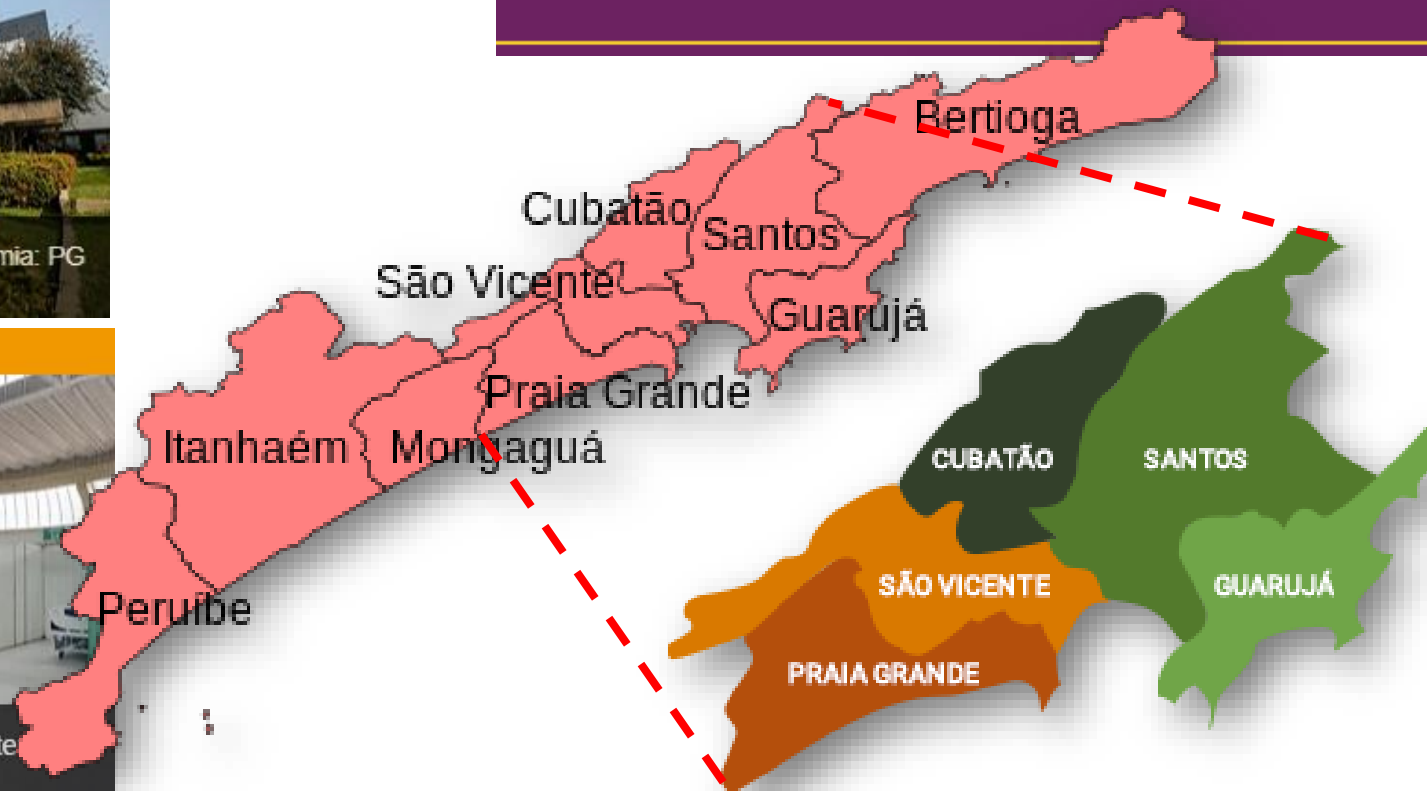 Bertioga
Cubatão
Santos
São Vicente
Guarujá
Praia Grande
Itanhaém
Mongaguá
Peruíbe
mia: PG
CUBATÃO
SANTOS
SÃO VICENTE
GUARUJÁ
PRAIA GRANDE